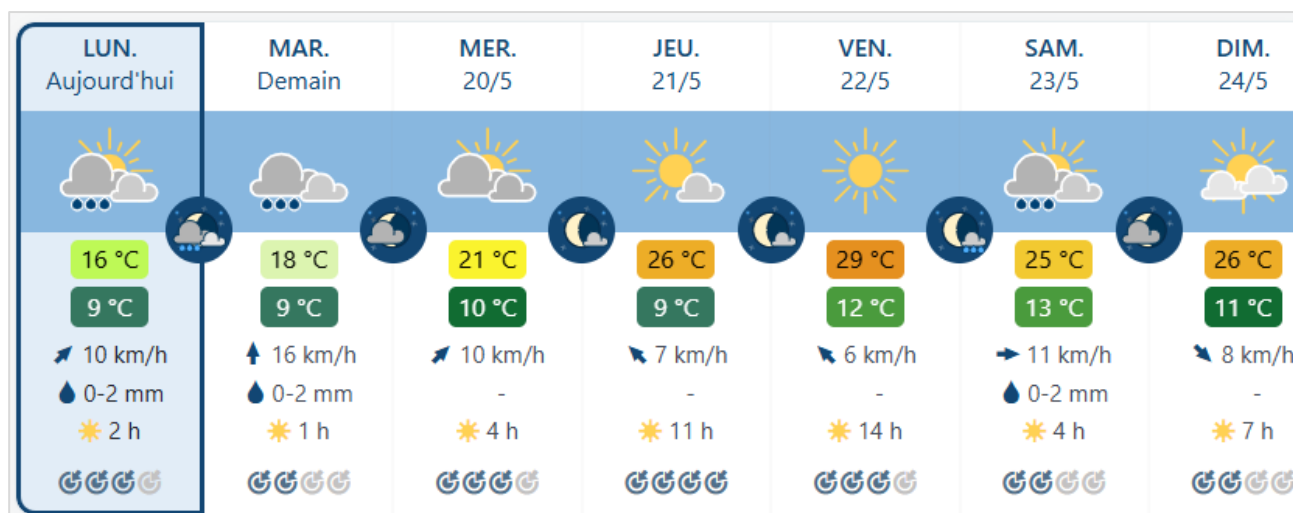 LUN. MAR. MER. JEU. VEN. SAM. DIM.
Aujourd'hui Demain 20/5 21/5 22/5 23/5 24/5
16 °C 18 °C 21 °C 26 °C 29 °C 25 °C 26 °C
9 °C 9 °C 10 °C 9 °C 12 °C 13 °C 11 °C
10 km/h 16 km/h 10 km/h 7 km/h 6 km/h 11 km/h 8 km/h
0-2 mm 0-2 mm - - - 0-2 mm -
2 h 1 h 4 h 11 h 14 h 4 h 7 h